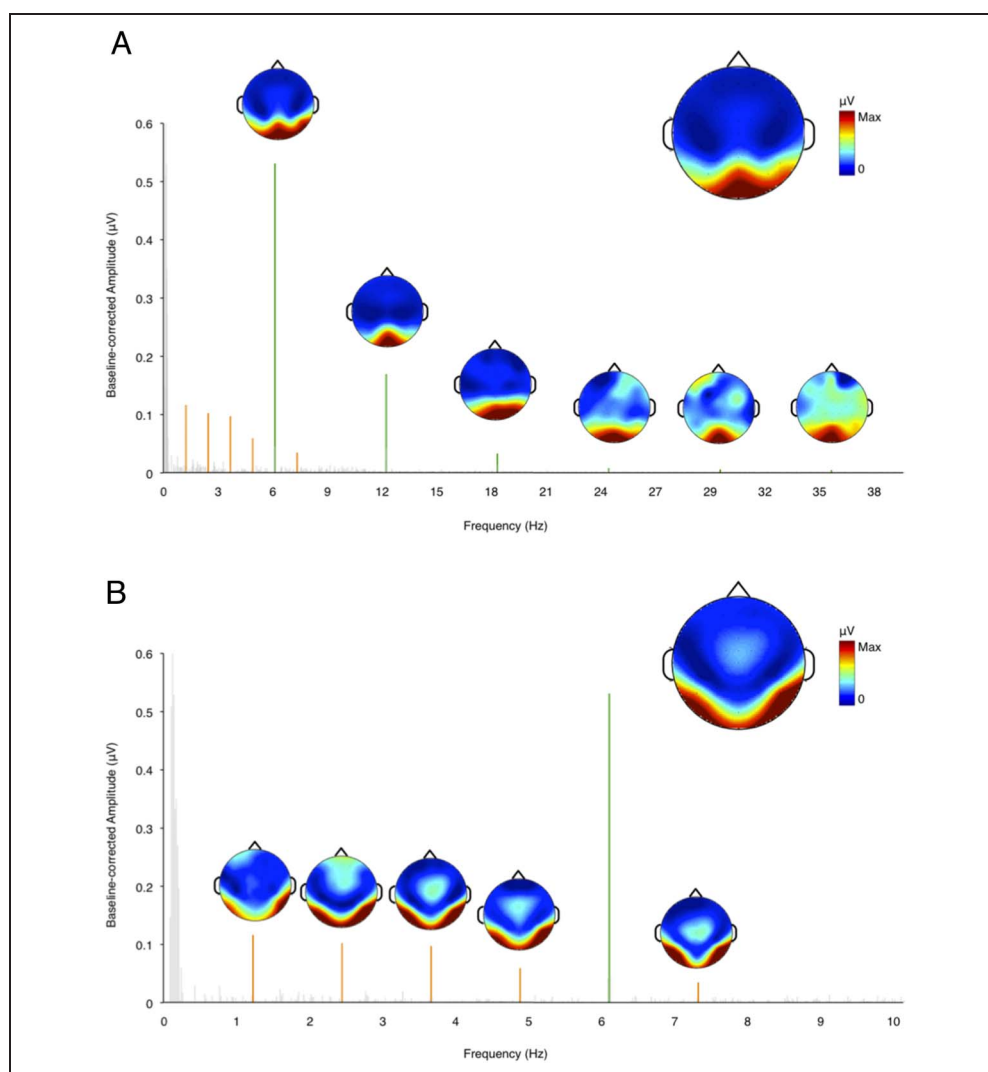 A
µV
Max
0
0.6
0.5
0.4
0.3
0.2
0.1
0
Baseline-corrected Amplitude (µV)
0 3 6 9 12 15 18 21 24 27 29 32 35 38
Frequency (Hz)
B
µV
Max
0
0.6
0.5
0.4
0.3
0.2
0.1
0
Baseline-corrected Amplitude (µV)
0 1 2 3 4 5 6 7 8 9 10
Frequency (Hz)